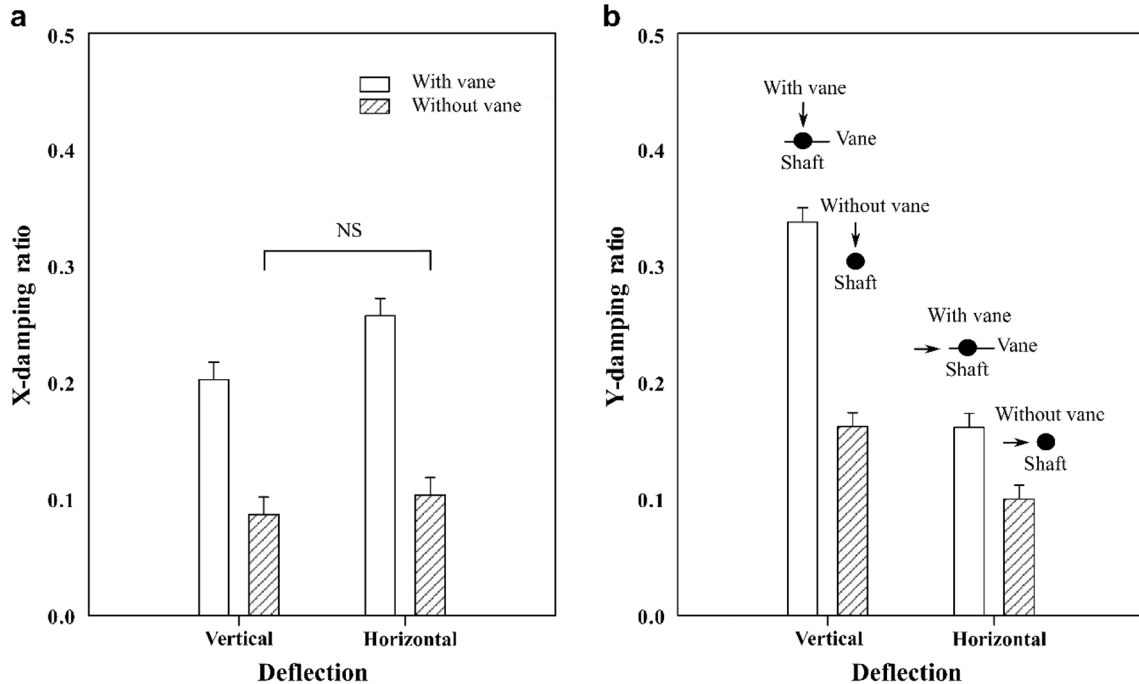 a
X-damping ratio
0.5
0.4
0.3
0.2
0.1
0.0
With vane
Without vane
NS
Vertical
Horizontal
Deflection
b
Y-damping ratio
0.5
0.4
0.3
0.2
0.1
0.0
With vane
Vane
Shaft
Without vane
Shaft
With vane
Vane
Shaft
Without vane
Shaft
Vertical
Horizontal
Deflection